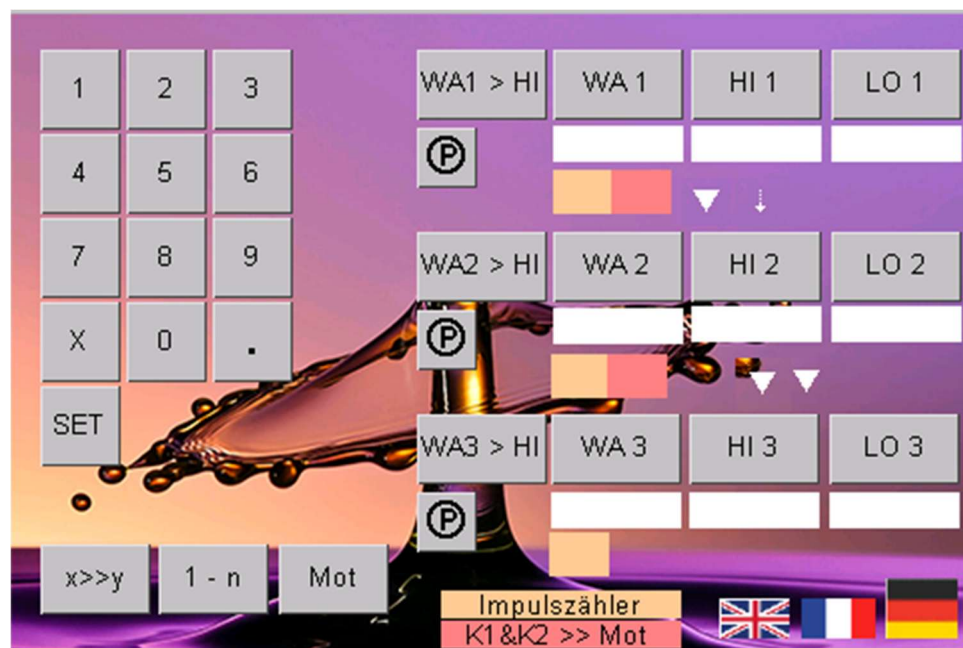 1 2 3
WA1 > HI WA 1 HI 1 LO 1
4 5 6
P
7 8 9
WA2 > HI WA 2 HI 2 LO 2
X 0 .
P
SET
WA3 > HI WA 3 HI 3 LO 3
P
x>>y 1 - n Mot
Impulszähler
K1&K2 >> Mot